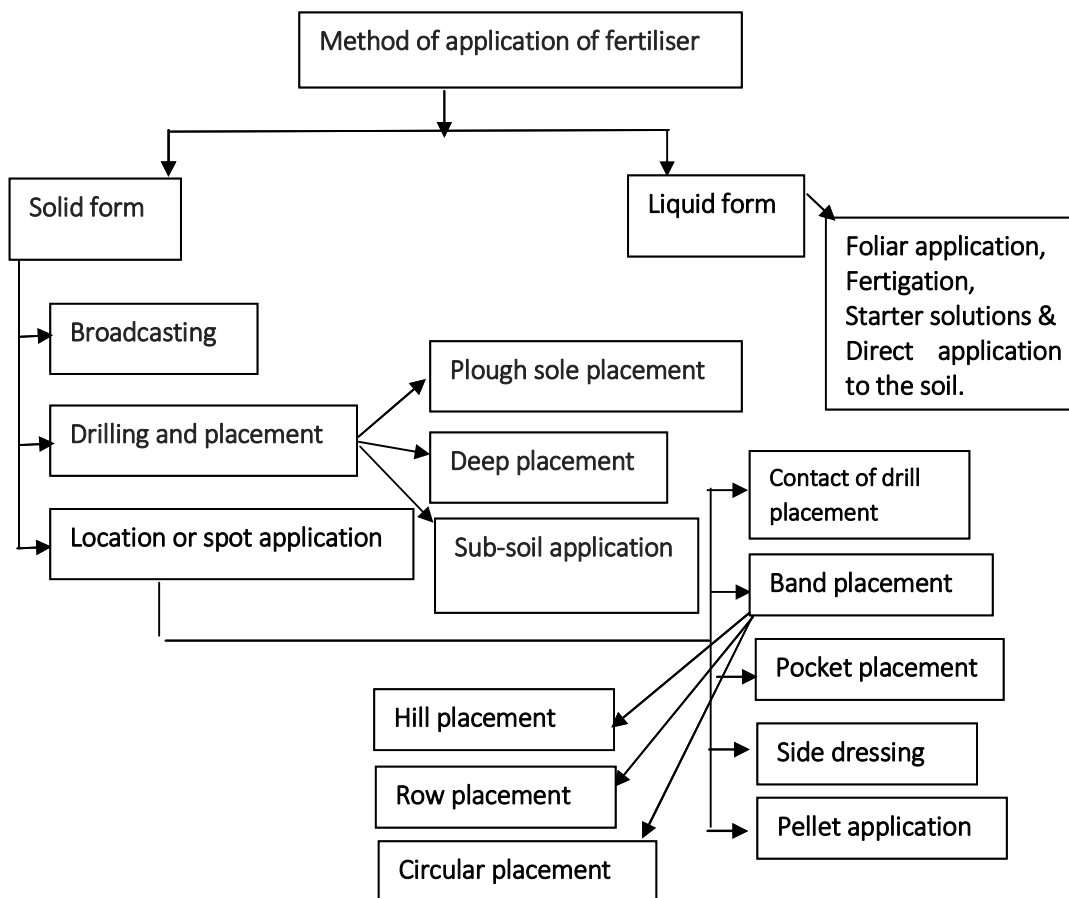 Method of application of fertiliser
Solid form
Liquid form
Foliar application,
Fertigation,
Starter solutions &
Direct application
to the soil.
Broadcasting
Drilling and placement
Location or spot application
Plough sole placement
Deep placement
Sub-soil application
Contact of drill
placement
Band placement
Pocket placement
Side dressing
Pellet application
Hill placement
Row placement
Circular placement